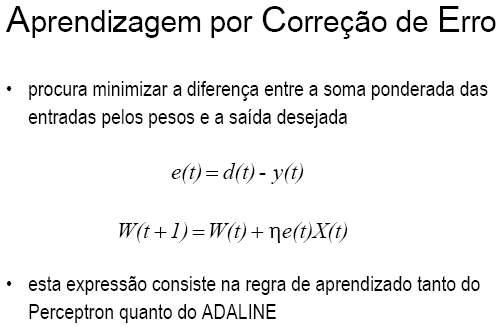 Aprendizagem por Correção de Erro
• procura minimizar a diferença entre a soma ponderada das
entradas pelos pesos e a saída desejada
e(t) = d(t) - y(t)
W(t + 1) = W(t) + ηe(t)X(t)
• esta expressão consiste na regra de aprendizado tanto do
Perceptron quanto do ADALINE